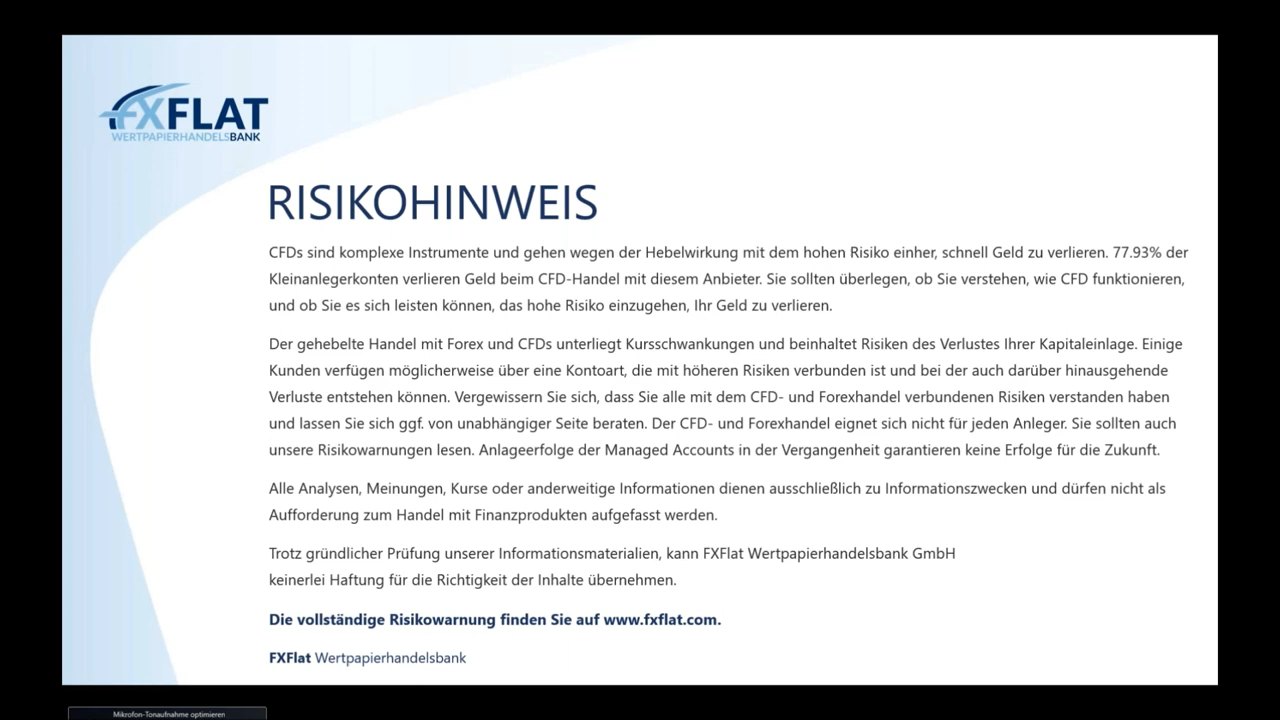 FXFLAT
WERTPAPIERHANDELSBANK
RISIKOHINWEIS
CFDs sind komplexe Instrumente und gehen wegen der Hebelwirkung mit dem hohen Risiko einher, schnell Geld zu verlieren. 77.93% der
Kleinanlegerkonten verlieren Geld beim CFD-Handel mit diesem Anbieter. Sie sollten überlegen, ob Sie verstehen, wie CFD funktionieren,
und ob Sie es sich leisten können, das hohe Risiko einzugehen, Ihr Geld zu verlieren.
Der gehebelte Handel mit Forex und CFDs unterliegt Kursschwankungen und beinhaltet Risiken des Verlustes Ihrer Kapitaleinlage. Einige
Kunden verfügen möglicherweise über eine Kontoart, die mit höheren Risiken verbunden ist und bei der auch darüber hinausgehende
Verluste entstehen können. Vergewissern Sie sich, dass Sie alle mit dem CFD- und Forexhandel verbundenen Risiken verstanden haben
und lassen Sie sich ggf. von unabhängiger Seite beraten. Der CFD- und Forexhandel eignet sich nicht für jeden Anleger. Sie sollten auch
unsere Risikowarnungen lesen. Anlageerfolge der Managed Accounts in der Vergangenheit garantieren keine Erfolge für die Zukunft.
Alle Analysen, Meinungen, Kurse oder anderweitige Informationen dienen ausschließlich zu Informationszwecken und dürfen nicht als
Aufforderung zum Handel mit Finanzprodukten aufgefasst werden.
Trotz gründlicher Prüfung unserer Informationsmaterialien, kann FXFlat Wertpapierhandelsbank GmbH
keinerlei Haftung für die Richtigkeit der Inhalte übernehmen.
Die vollständige Risikowarnung finden Sie auf www.fxflat.com.
FXFlat Wertpapierhandelsbank
Mikrofon-Tonaufnahme optimieren